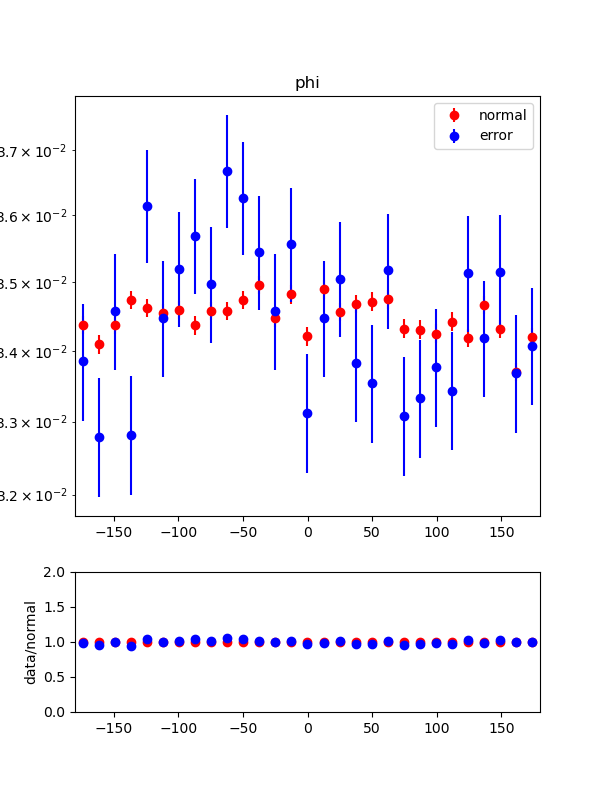 phi
normal
error
3.7 × 10⁻²
3.6 × 10⁻²
3.5 × 10⁻²
3.4 × 10⁻²
3.3 × 10⁻²
3.2 × 10⁻²
−150 −100 −50 0 50 100 150
data/normal
2.0
1.5
1.0
0.5
0.0
−150 −100 −50 0 50 100 150